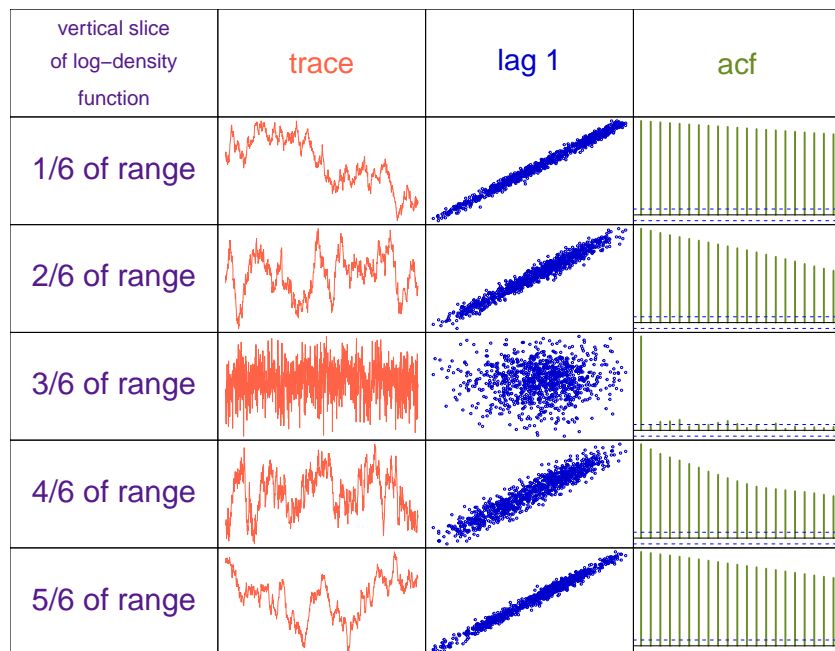 vertical slice
of log−density
function
trace
lag 1
acf
1/6 of range
2/6 of range
3/6 of range
4/6 of range
5/6 of range